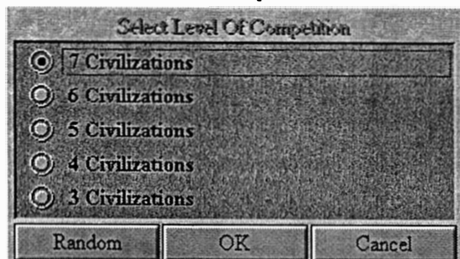 Select Level Of Competition
7 Civilizations
6 Civilizations
5 Civilizations
4 Civilizations
3 Civilizations
Random OK Cancel